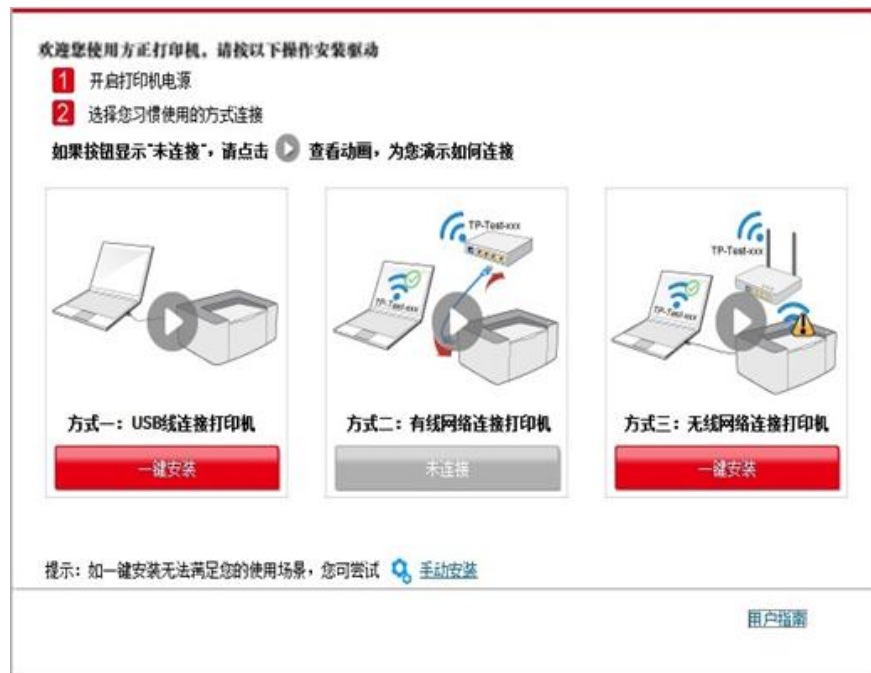 欢迎您使用方正打印机。请按以下操作安装驱动
1 开启打印机电源
2 选择您习惯使用的方式连接
如果按钮显示"未连接",请点击 查看动画,为您演示如何连接
TP-Test-xxx
TP-Test-xxx
TP-Test-xxx
TP-Test-xxx
方式一:USB线连接打印机
方式二:有线网络连接打印机
方式三:无线网络连接打印机
一键安装
未连接
一键安装
提示:如一键安装无法满足您的使用场景,您可尝试 手动安装
用户指南